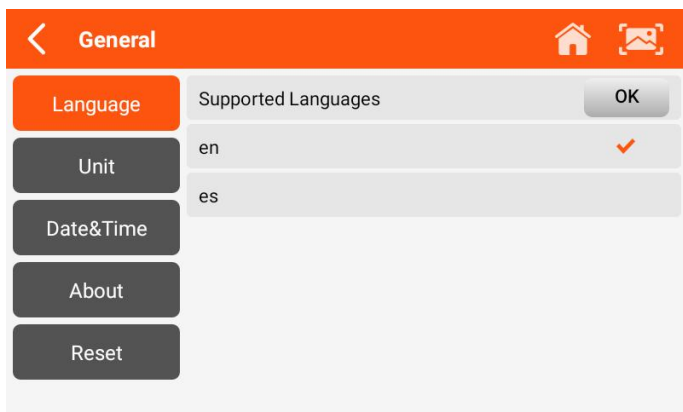 General
Language
Unit
Date&Time
About
Reset
Supported Languages
OK
en
es